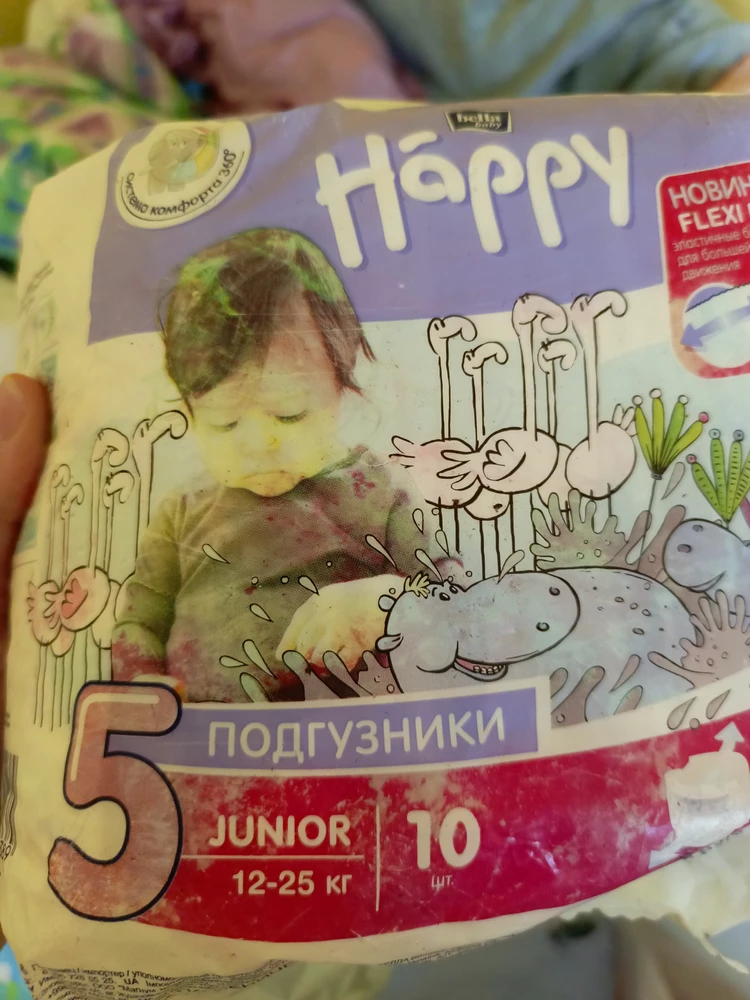 bella
baby
Happy
система комфорта 360°
НОВИН
FLEXI
эластичные б
для большей
движения
5
ПОДГУЗНИКИ
JUNIOR
12-25 кг
10
шт.